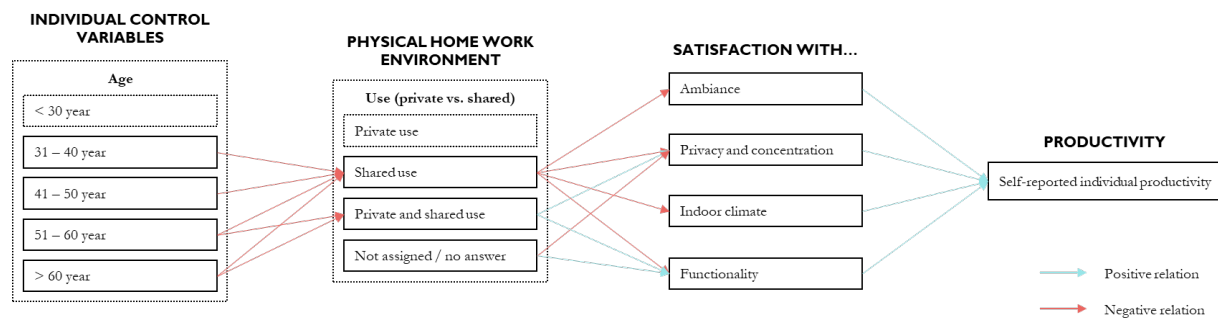 INDIVIDUAL CONTROL
VARIABLES
Age
< 30 year
31 – 40 year
41 – 50 year
51 – 60 year
> 60 year
PHYSICAL HOME WORK
ENVIRONMENT
Use (private vs. shared)
Private use
Shared use
Private and shared use
Not assigned / no answer
SATISFACTION WITH...
Ambiance
Privacy and concentration
Indoor climate
Functionality
PRODUCTIVITY
Self-reported individual productivity
Positive relation
Negative relation